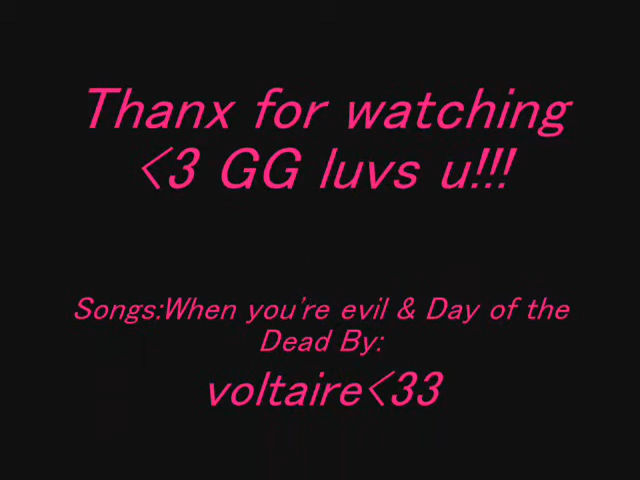 Thanx for watching
<3 GG luvs u!!!
Songs:When you're evil & Day of the
Dead By:
voltaire<33